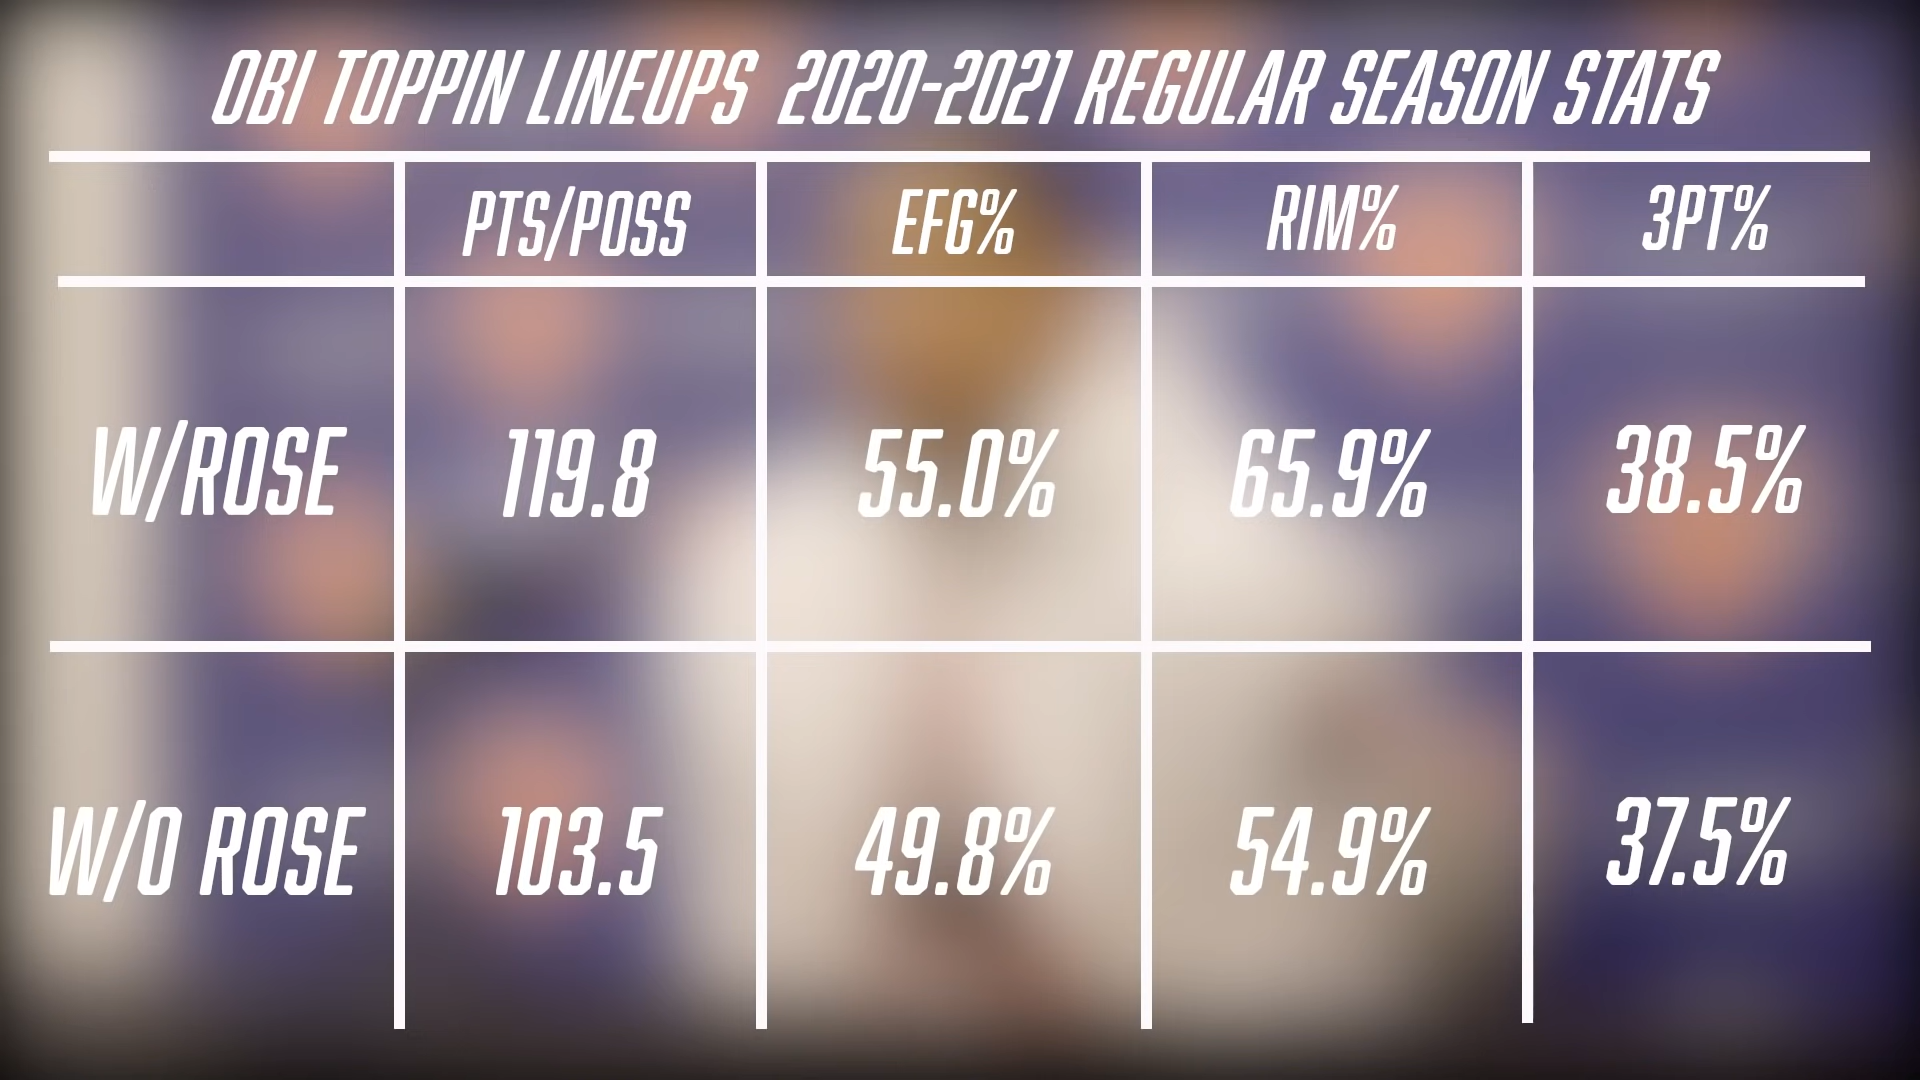 OBI TOPPIN LINEUPS 2020-2021 REGULAR SEASON STATS
PTS/POSS EFG% RIM% 3PT%
W/ROSE 119.8 55.0% 65.9% 38.5%
W/O ROSE 103.5 49.8% 54.9% 37.5%